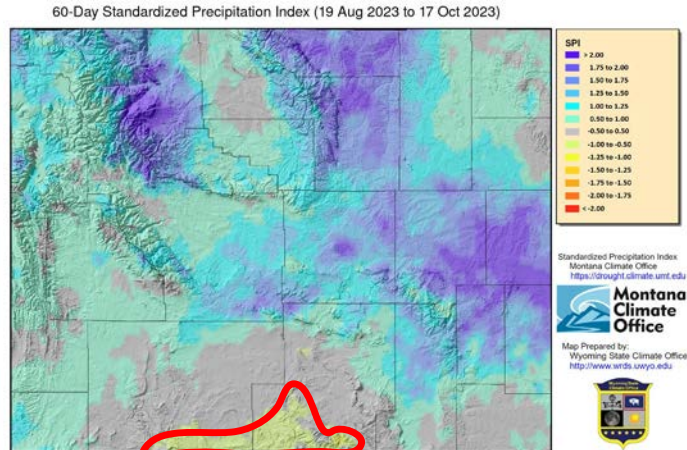 60-Day Standardized Precipitation Index (19 Aug 2023 to 17 Oct 2023)
SPI
> 2.00
1.75 to 2.00
1.50 to 1.75
1.25 to 1.50
1.00 to 1.25
0.50 to 1.00
-0.50 to 0.50
-1.00 to -0.50
-1.25 to -1.00
-1.50 to -1.25
-1.75 to -1.50
-2.00 to -1.75
< -2.00
Standardized Precipitation Index
Montana Climate Office
https://drought.climate.umt.edu
Montana
Climate
Office
Map Prepared by:
Wyoming State Climate Office
http://www.wrds.uwyo.edu
Wyoming State
Climate Office